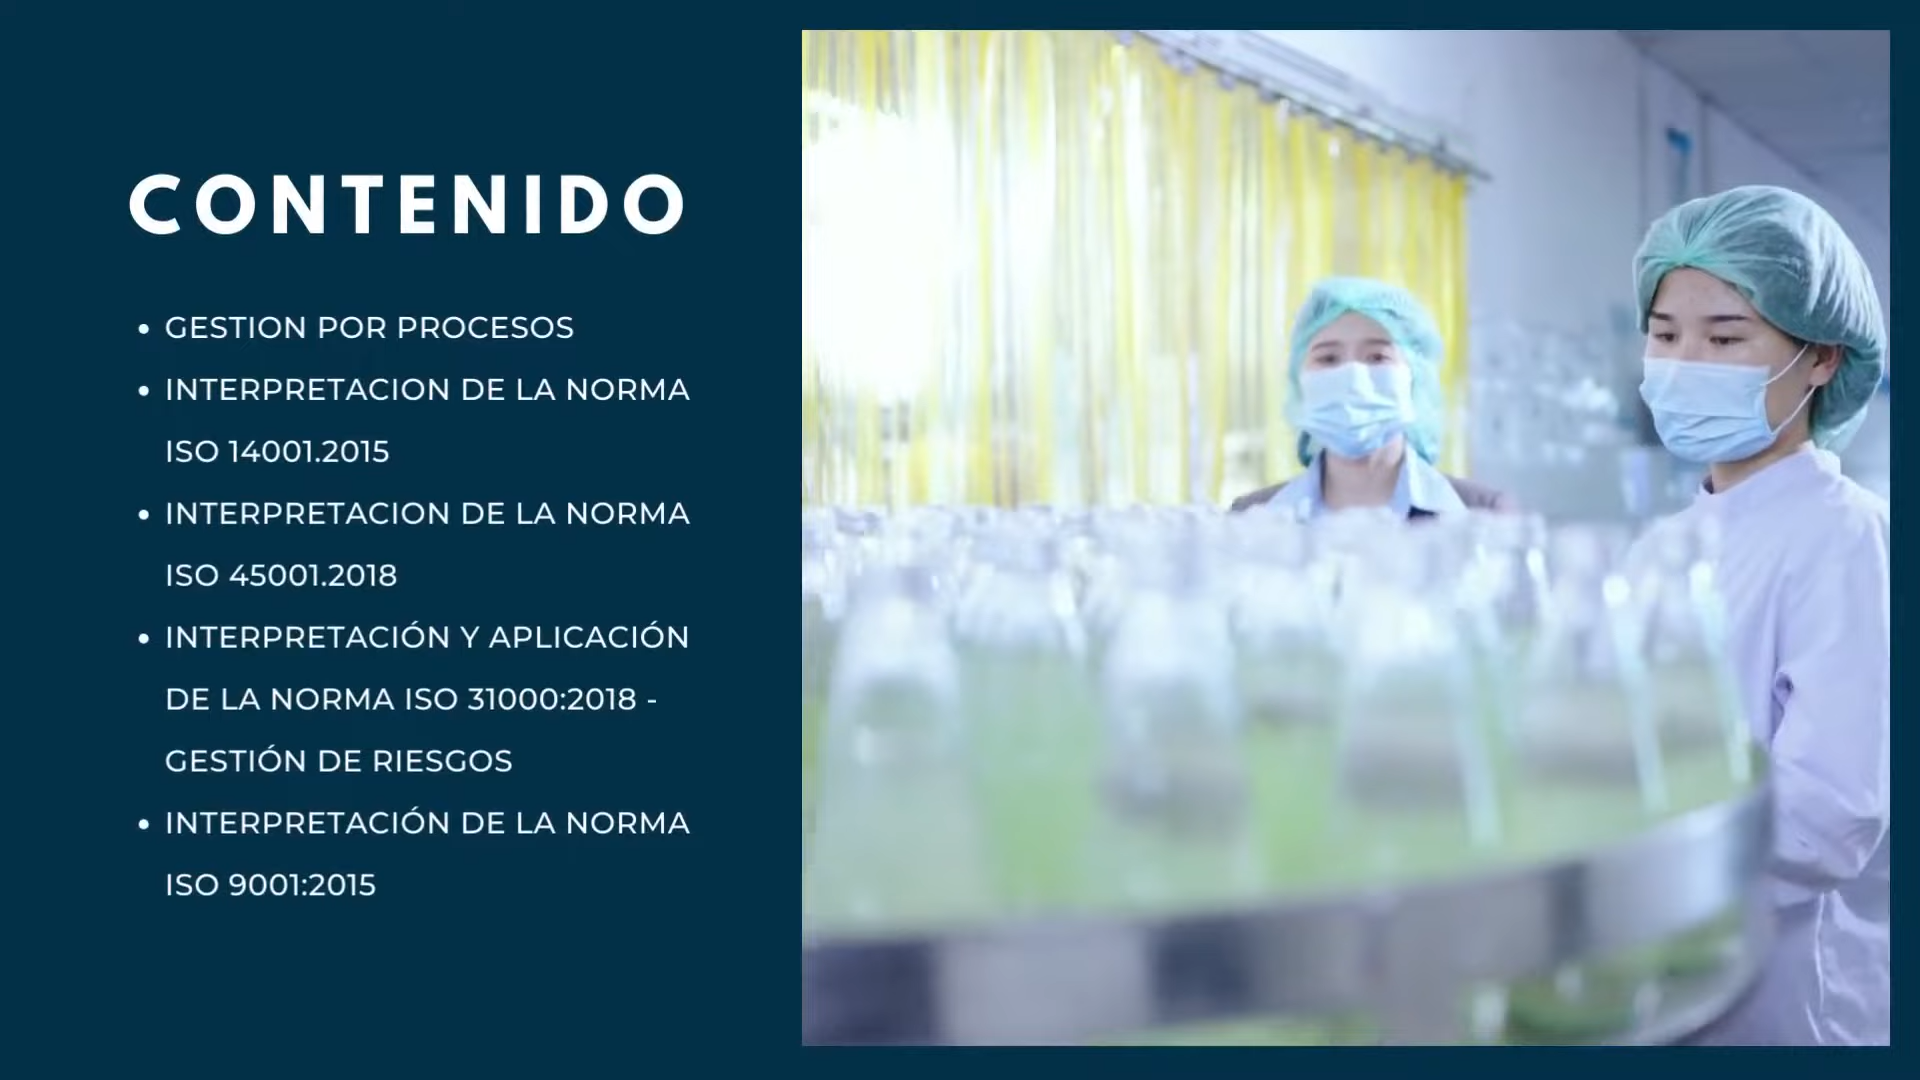 CONTENIDO
• GESTION POR PROCESOS
• INTERPRETACION DE LA NORMA
ISO 14001.2015
• INTERPRETACION DE LA NORMA
ISO 45001.2018
• INTERPRETACIÓN Y APLICACIÓN
DE LA NORMA ISO 31000:2018 -
GESTIÓN DE RIESGOS
• INTERPRETACIÓN DE LA NORMA
ISO 9001:2015